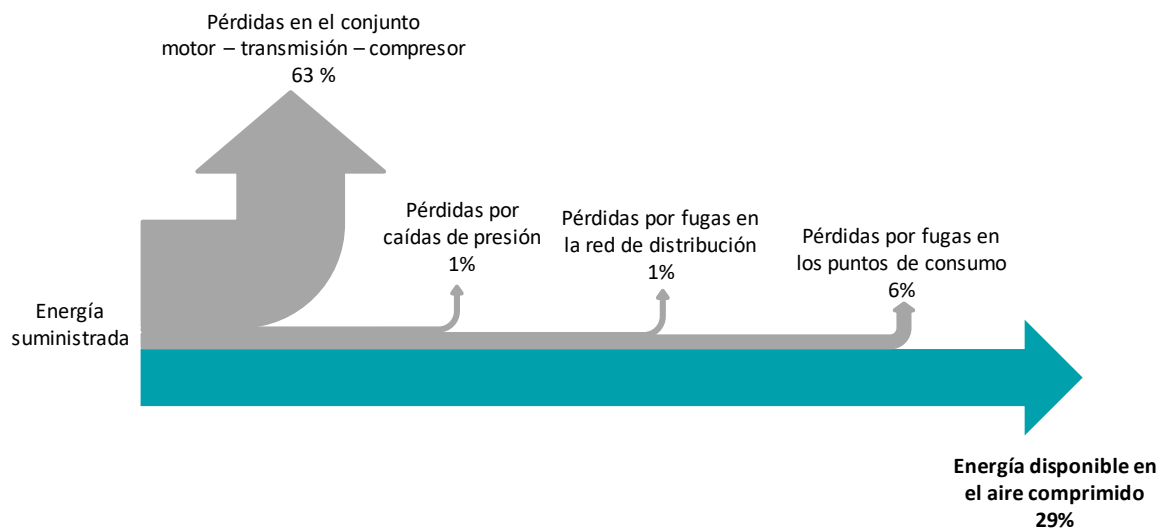 Pérdidas en el conjunto
motor – transmisión – compresor
63 %
Pérdidas por
caídas de presión
1%
Pérdidas por fugas en
la red de distribución
1%
Pérdidas por fugas en
los puntos de consumo
6%
Energía
suministrada
Energía disponible en
el aire comprimido
29%